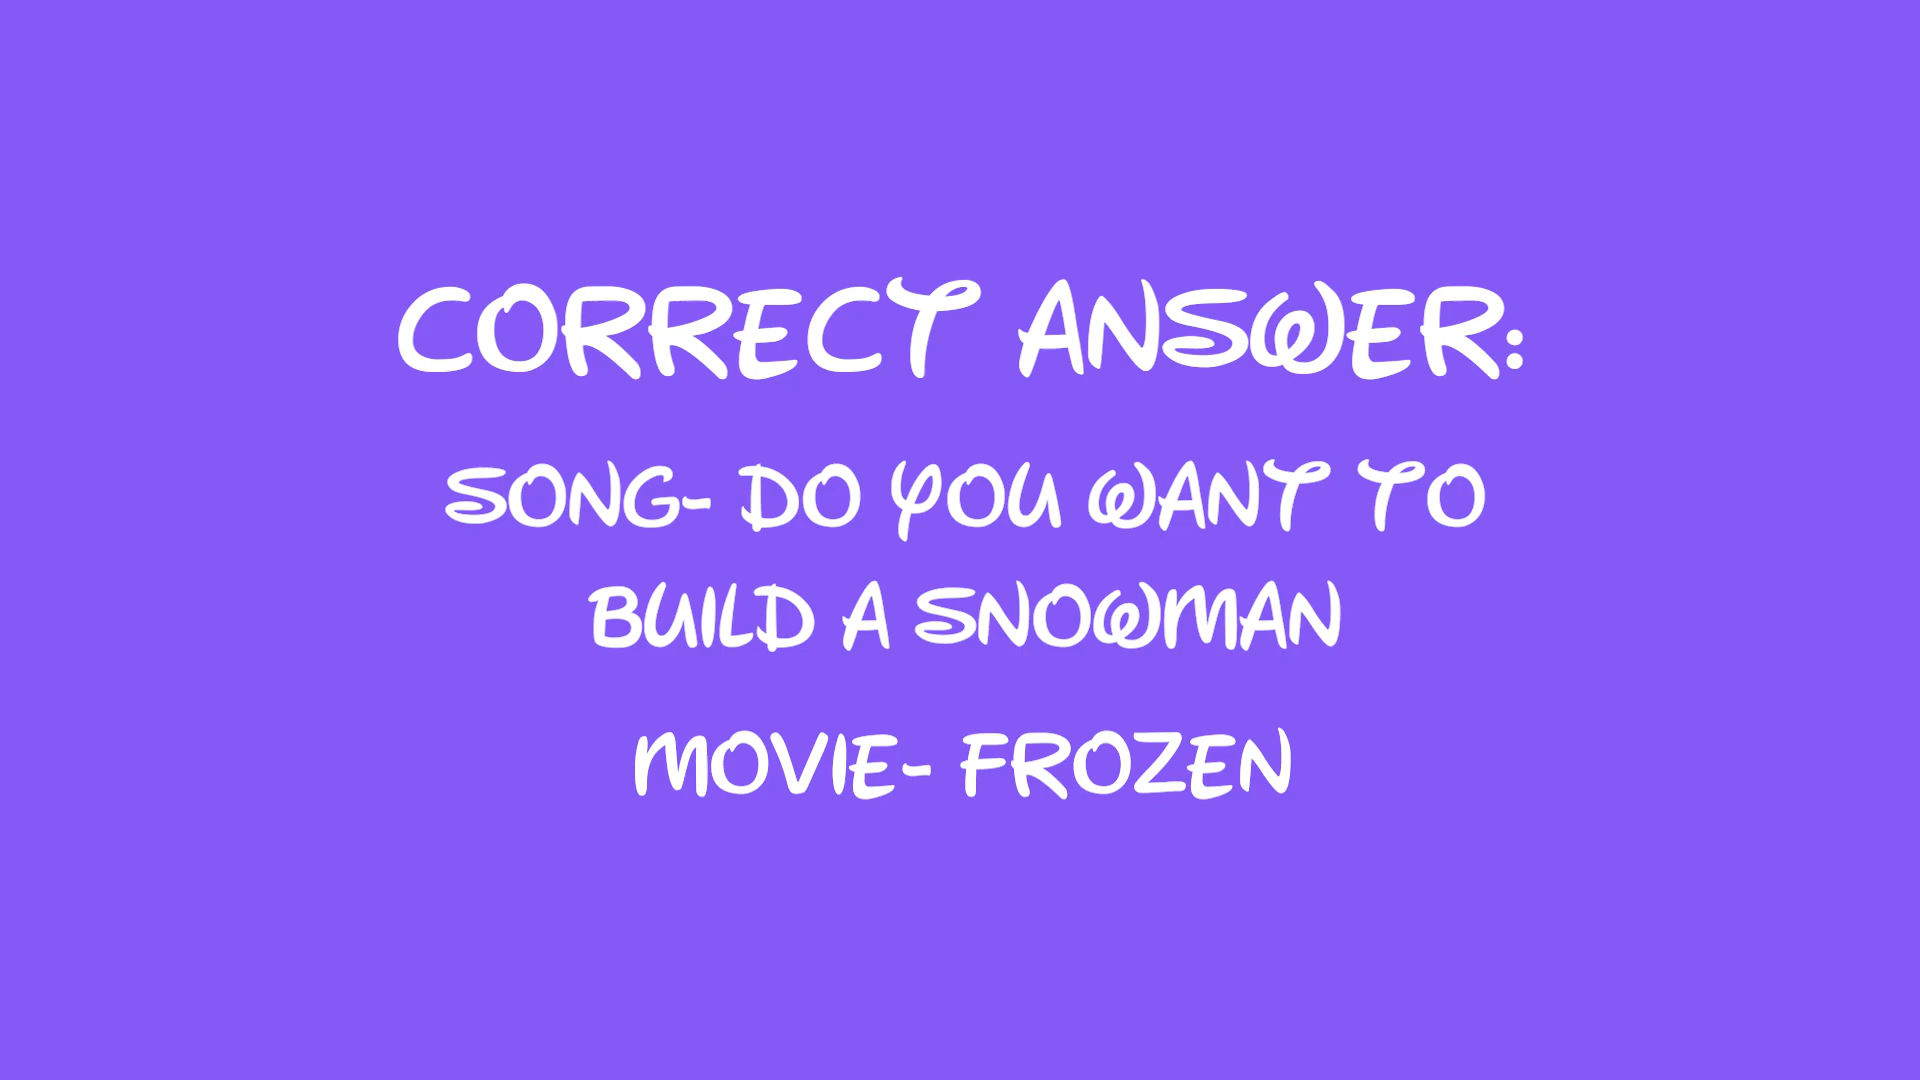 CORRECT ANSWER:
SONG- DO YOU WANT TO
BUILD A SNOWMAN
MOVIE- FROZEN